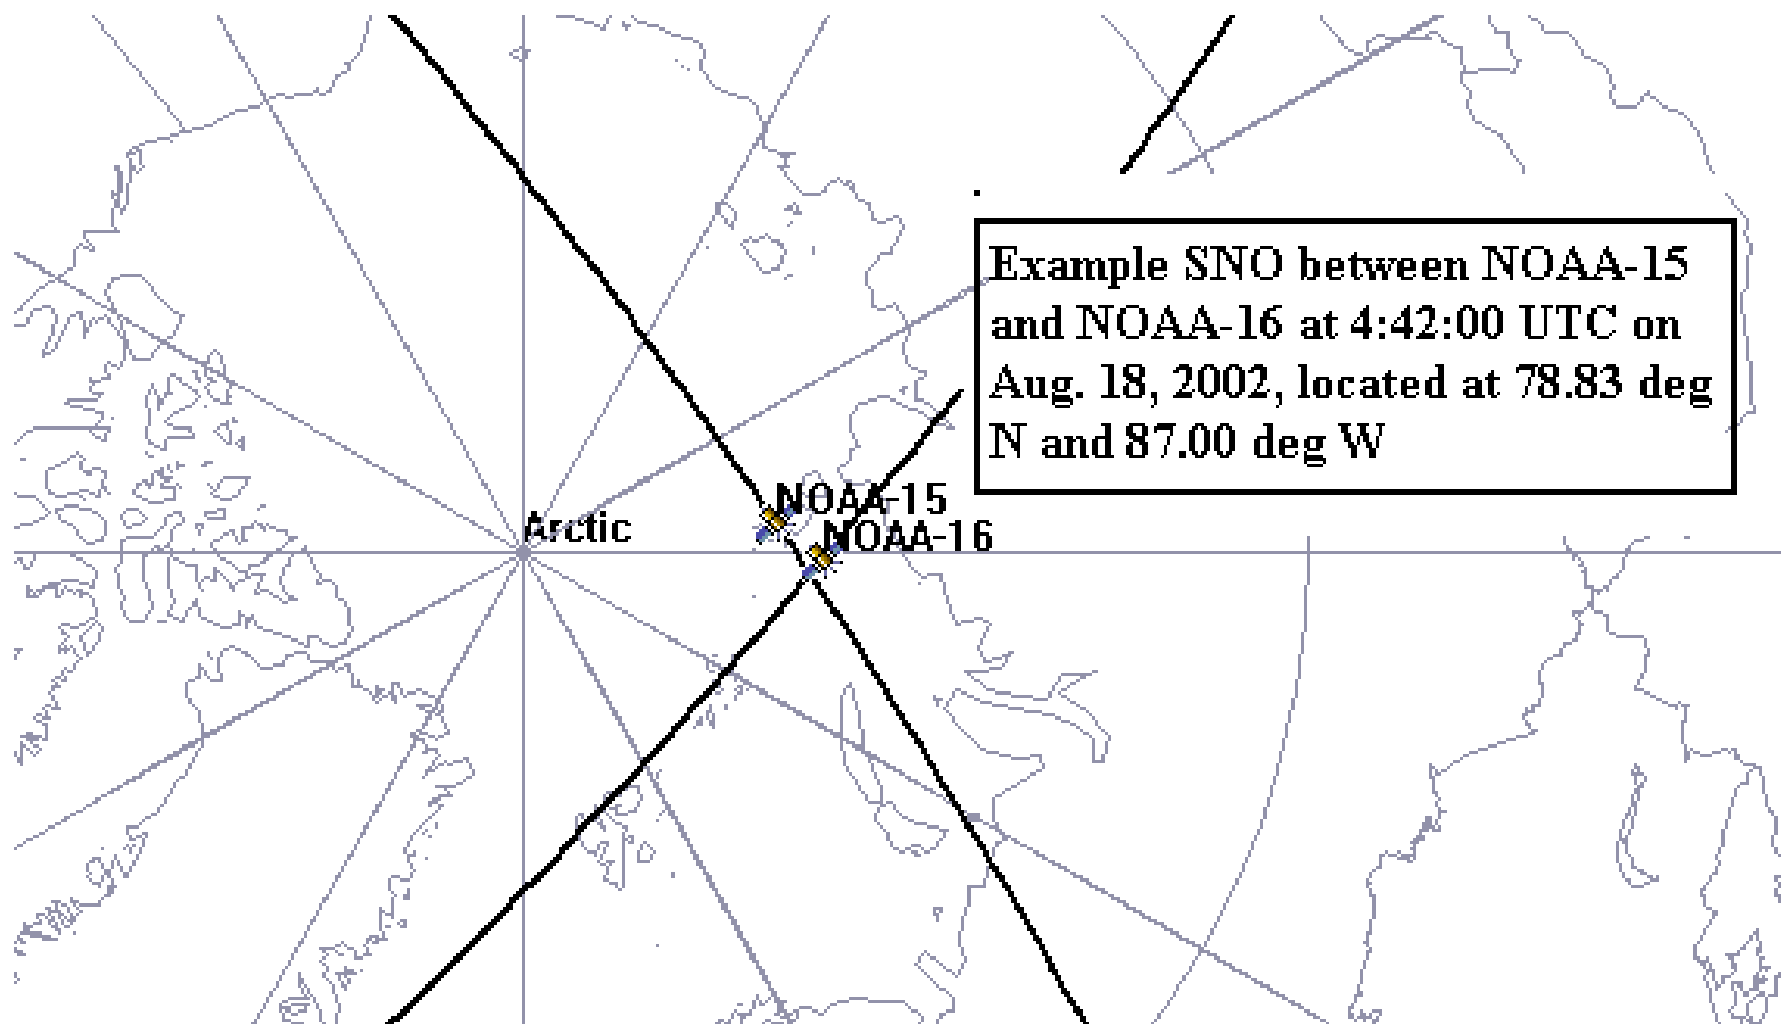 Example SNO between NOAA-15
and NOAA-16 at 4:42:00 UTC on
Aug. 18, 2002, located at 78.83 deg
N and 87.00 deg W
NOAA-15
Arctic
NOAA-16